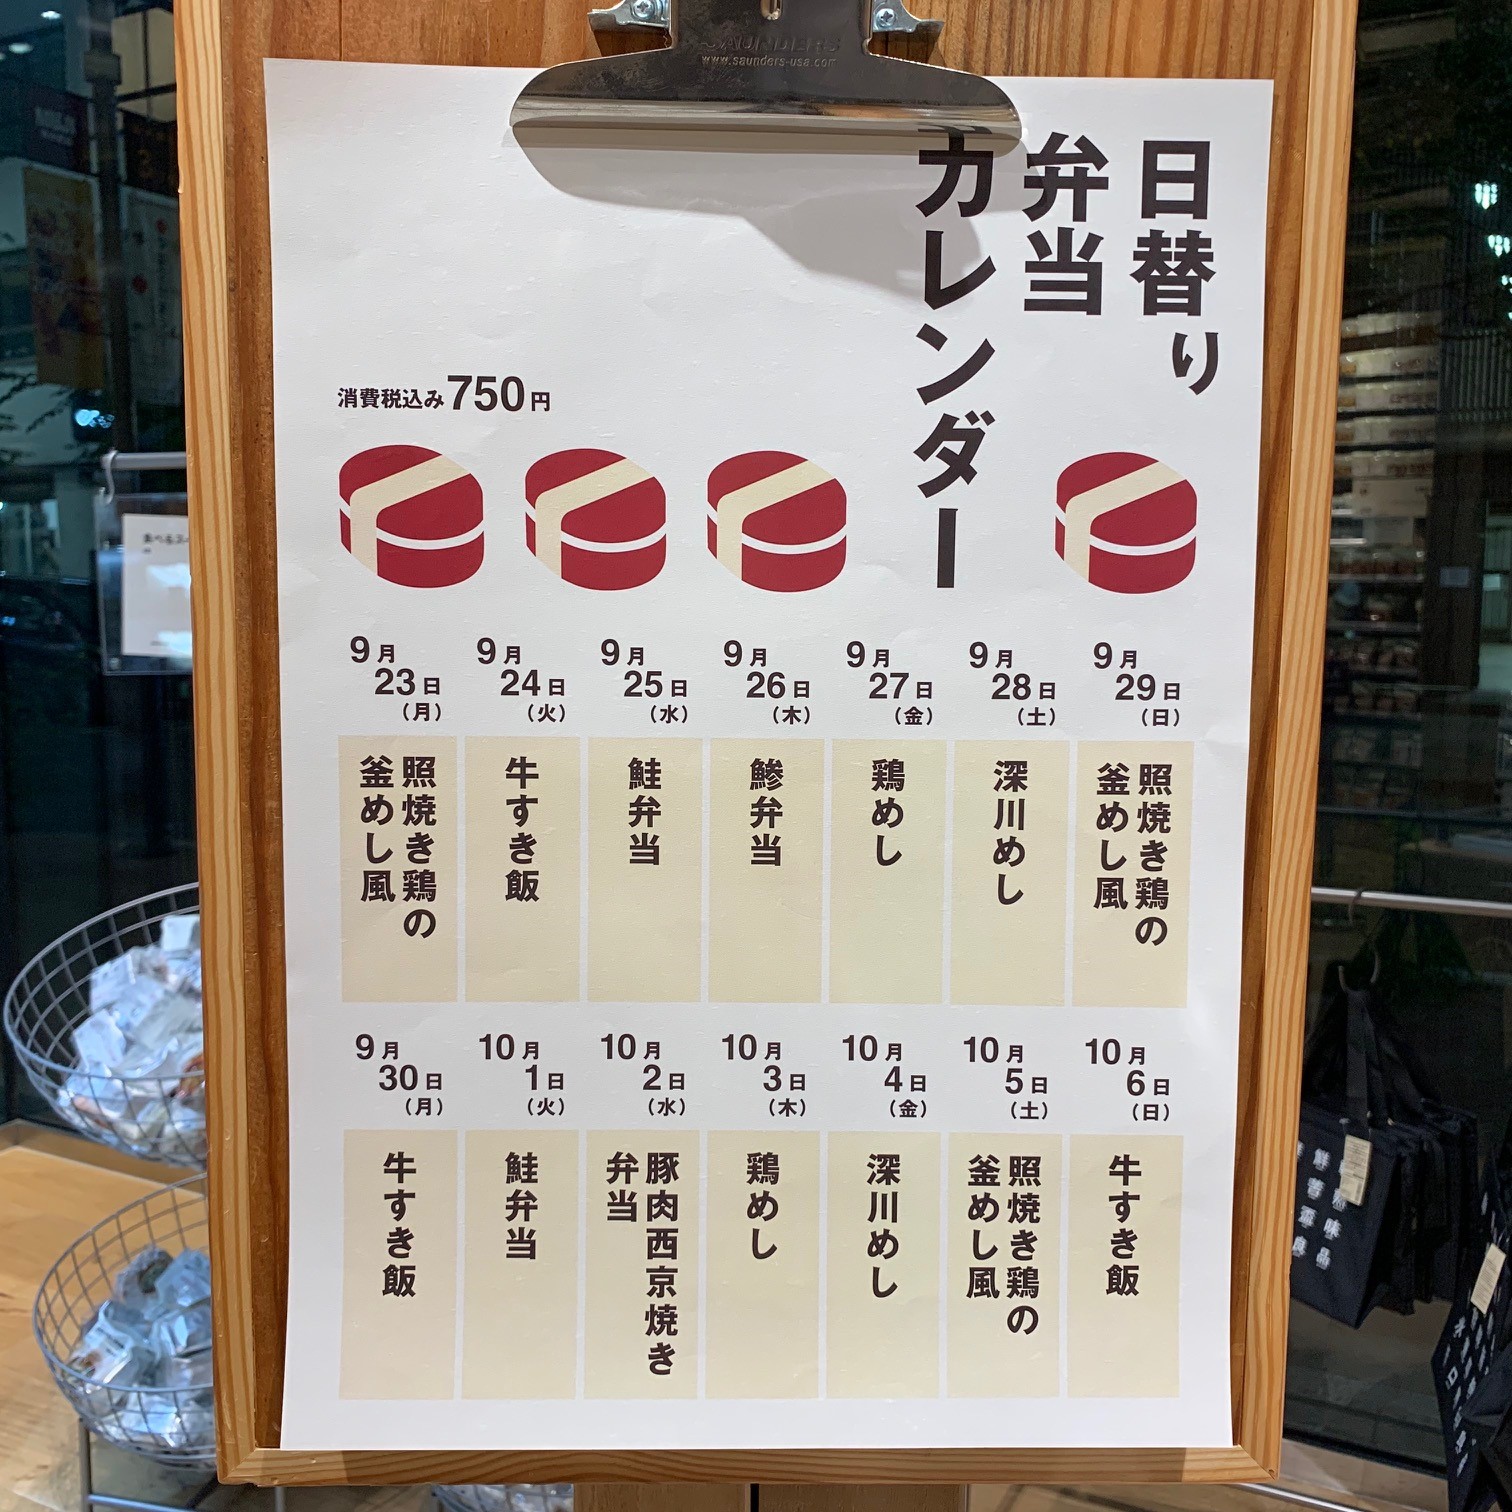 SAUNDERS
www.saunders-usa.com
日替り
弁当
カレンダー
消費税込み750円
9月23日（月）
照焼き鶏の
釜めし風
9月24日（火）
牛すき飯
9月25日（水）
鮭弁当
9月26日（木）
鯵弁当
9月27日（金）
鶏めし
9月28日（土）
深川めし
9月29日（日）
照焼き鶏の
釜めし風
9月30日（月）
牛すき飯
10月1日（火）
鮭弁当
10月2日（水）
豚肉西京焼き
弁当
10月3日（木）
鶏めし
10月4日（金）
深川めし
10月5日（土）
照焼き鶏の
釜めし風
10月6日（日）
牛すき飯